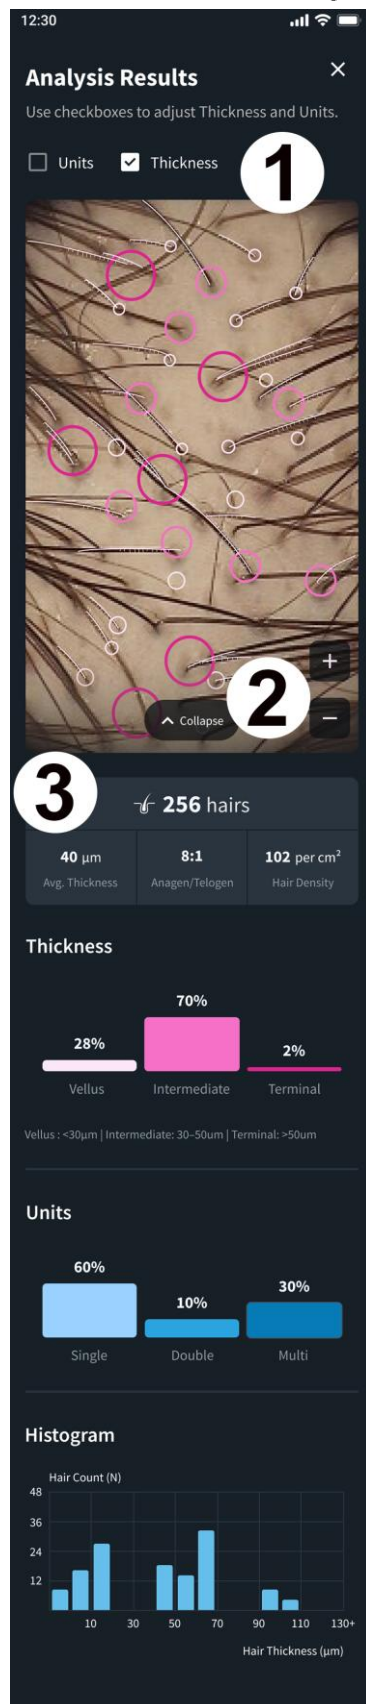 12:30
Analysis Results
Use checkboxes to adjust Thickness and Units.
Units Thickness
1
+
2
Collapse
−
3
256 hairs
40 μm 8:1 102 per cm²
Avg. Thickness Anagen/Telogen Hair Density
Thickness
70%
28%
2%
Vellus Intermediate Terminal
Vellus : <30μm | Intermediate: 30–50um | Terminal: >50um
Units
60%
30%
10%
Single Double Multi
Histogram
Hair Count (N)
48
36
24
12
10 30 50 70 90 110 130+
Hair Thickness (μm)